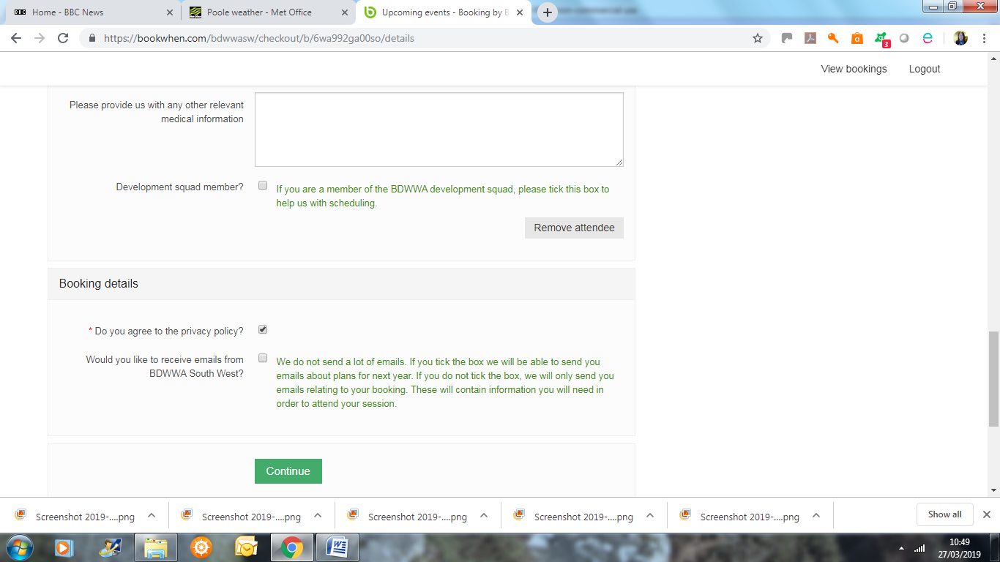 Home - BBC News
Poole weather - Met Office
Upcoming events - Booking by B
https://bookwhen.com/bdwwasw/checkout/b/6wa992ga00so/details
3
View bookings
Logout
Please provide us with any other relevant
medical information
Development squad member?
If you are a member of the BDWWA development squad, please tick this box to
help us with scheduling.
Remove attendee
Booking details
* Do you agree to the privacy policy?
Would you like to receive emails from
BDWWA South West?
We do not send a lot of emails. If you tick the box we will be able to send you
emails about plans for next year. If you do not tick the box, we will only send you
emails relating to your booking. These will contain information you will need in
order to attend your session.
Continue
Screenshot 2019-....png
Screenshot 2019-....png
Screenshot 2019-....png
Screenshot 2019-....png
Screenshot 2019-....png
Show all
10:49
27/03/2019